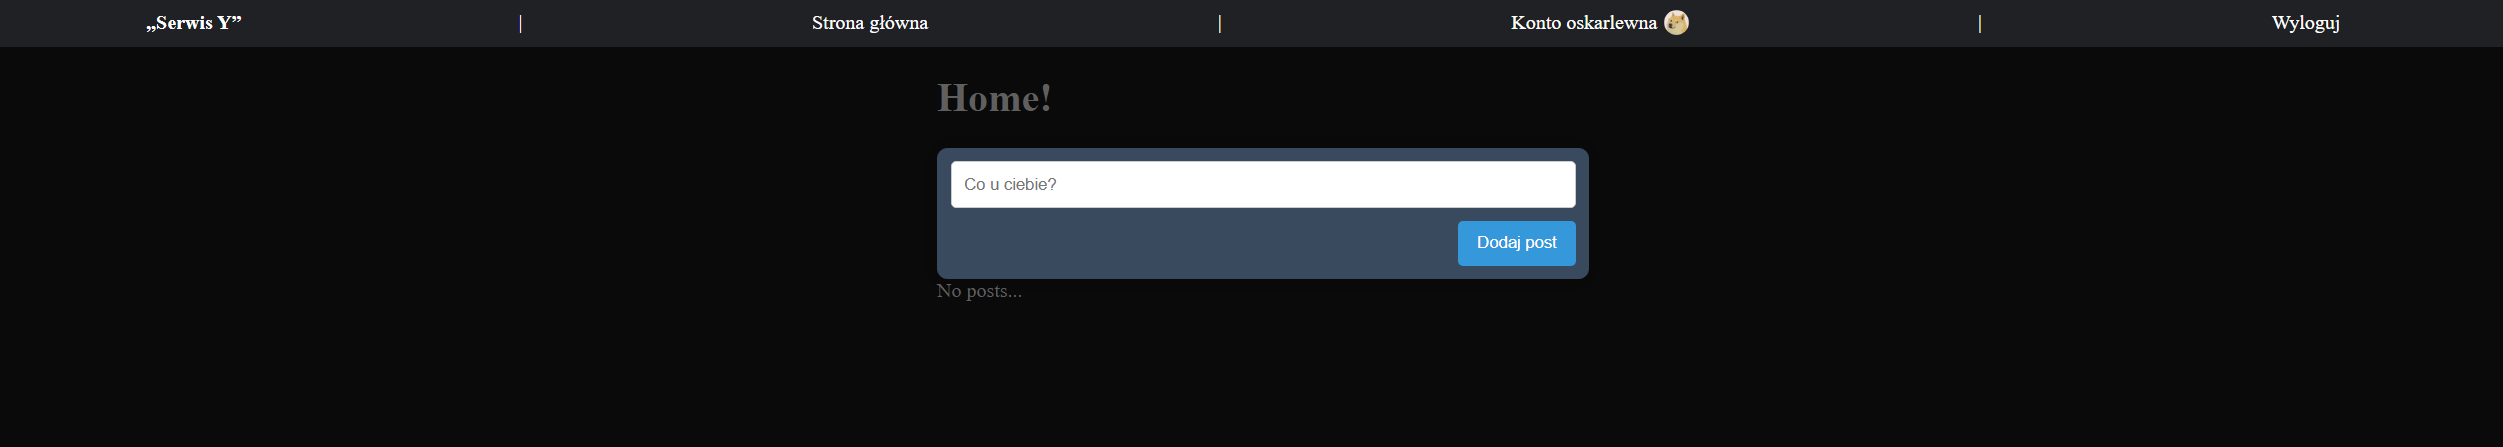 „Serwis Y” | Strona główna | Konto oskarlewna | Wyloguj
Home!
Co u ciebie?
Dodaj post
No posts...